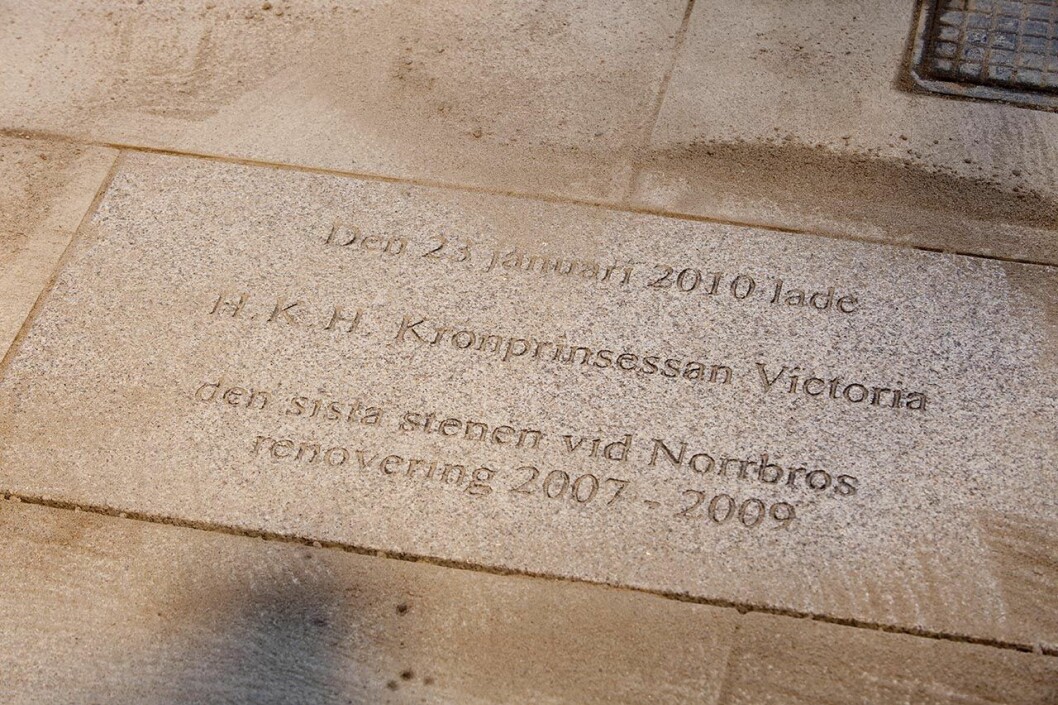 Den 23 januari 2010 lade
H.K.H. Kronprinsessan Victoria
den sista stenen vid Norrbros
renovering 2007 - 2009